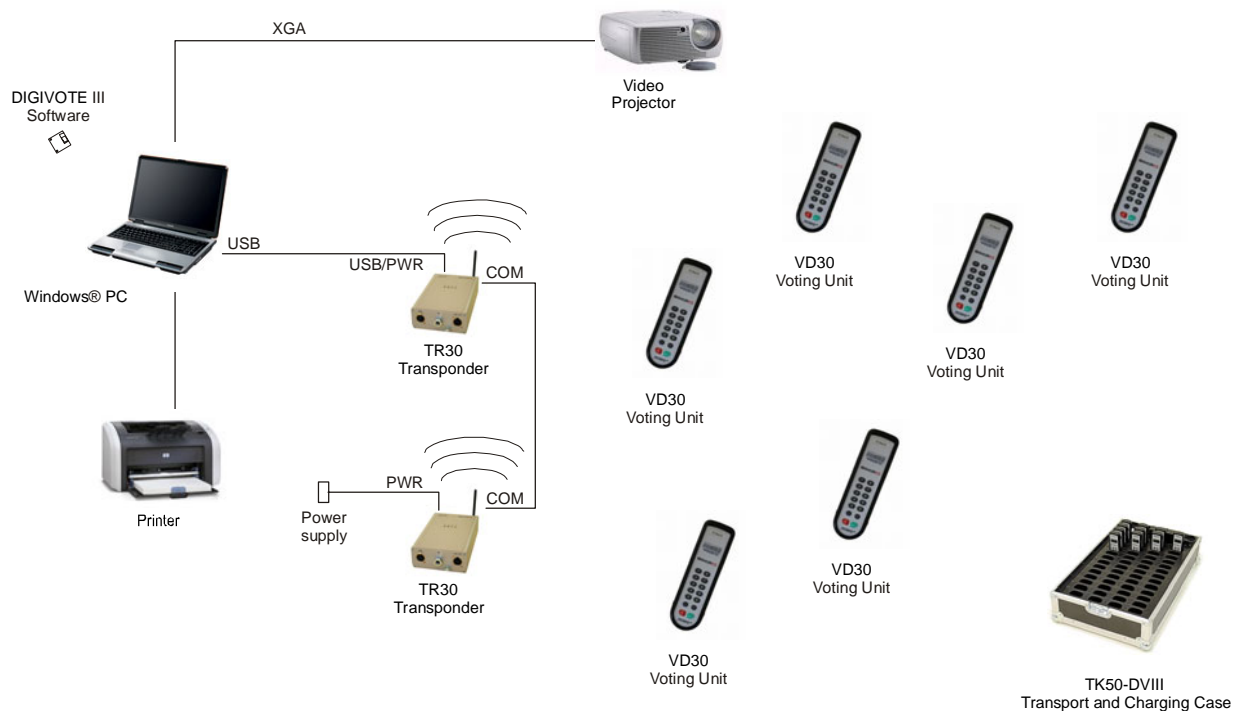 XGA
Video
Projector
DIGIVOTE III
Software
USB
USB/PWR
COM
Windows® PC
TR30
Transponder
VD30
Voting Unit
VD30
Voting Unit
VD30
Voting Unit
VD30
Voting Unit
Printer
PWR
COM
Power
supply
TR30
Transponder
VD30
Voting Unit
VD30
Voting Unit
TK50-DVIII
Transport and Charging Case